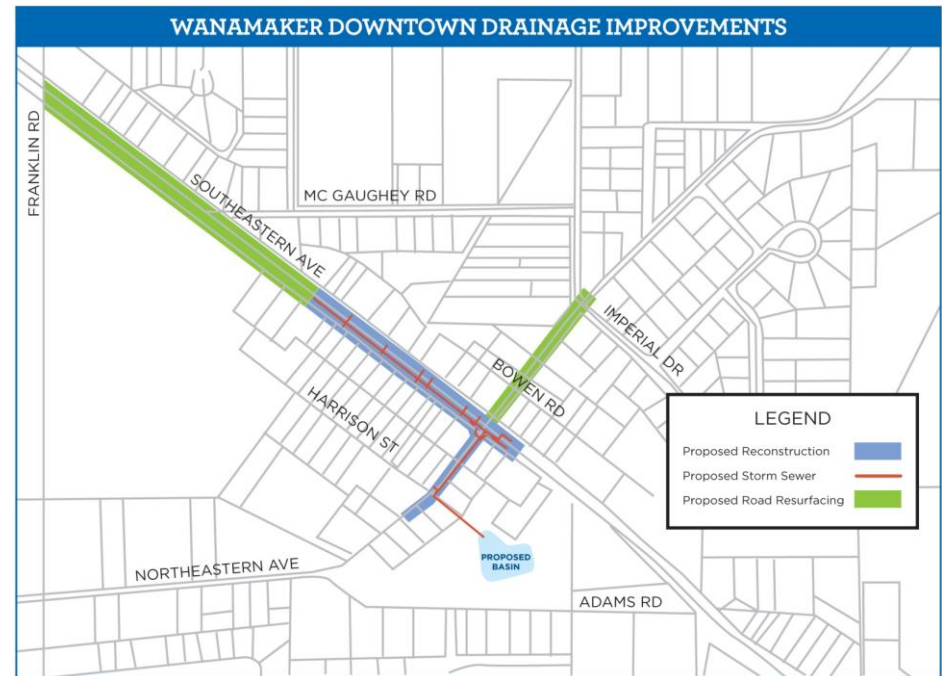 WANAMAKER DOWNTOWN DRAINAGE IMPROVEMENTS
FRANKLIN RD
SOUTHEASTERN AVE
MC GAUGHEY RD
IMPERIAL DR
BOWEN RD
HARRISON ST
LEGEND
Proposed Reconstruction
Proposed Storm Sewer
Proposed Road Resurfacing
PROPOSED
BASIN
NORTHEASTERN AVE
ADAMS RD